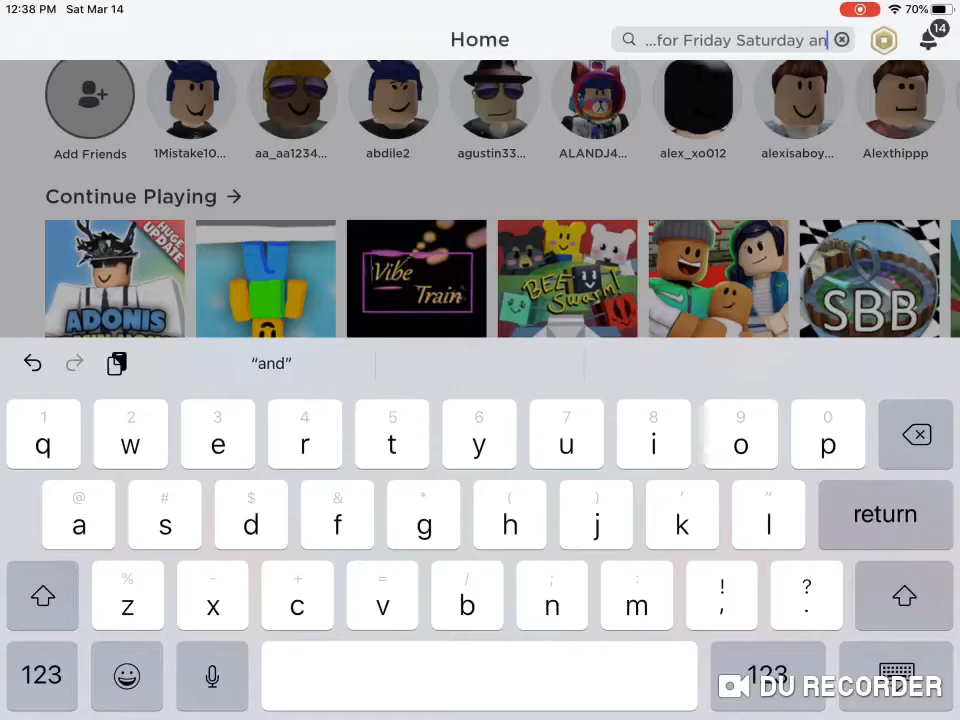 12:38 PM Sat Mar 14 70%
Home
...for Friday Saturday an
14
Add Friends 1Mistake10... aa_aa1234... abdile2 agustin33... ALANDJ4... alex_xo012 alexisaboy... Alexthippp
Continue Playing →
HUGE UPDATE
ADONIS
Vibe Train
BEE SWARM
SBB
“and”
1 2 3 4 5 6 7 8 9 0
q w e r t y u i o p
@ # $ & * ( ) ' "
a s d f g h j k l return
% - + = / ; : ! ?
z x c v b n m , .
123 123
DU RECORDER